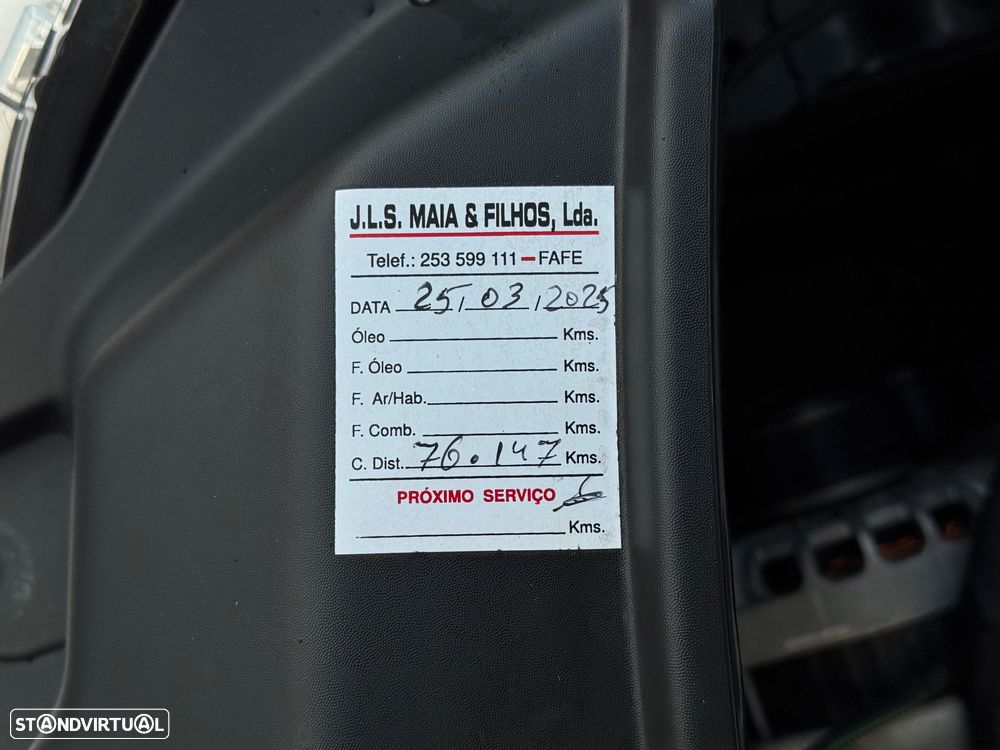 J.L.S. MAIA & FILHOS, Lda.
Telef.: 253 599 111 – FAFE
DATA 25, 03, 2025
Óleo Kms.
F. Óleo Kms.
F. Ar/Hab. Kms.
F. Comb. Kms.
C. Dist. 76.147 Kms.
PRÓXIMO SERVIÇO
Kms.
STANDVIRTUAL